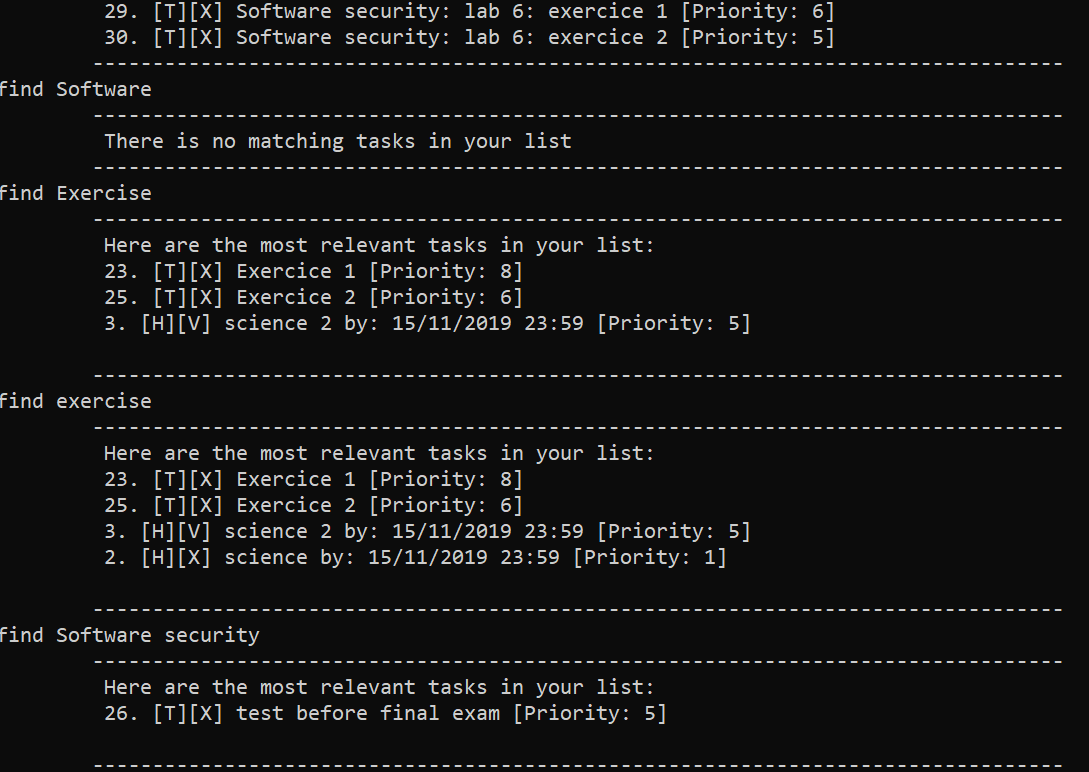 29. [T][X] Software security: lab 6: exercice 1 [Priority: 6]
30. [T][X] Software security: lab 6: exercice 2 [Priority: 5]
---------------------------------------------------------------------------------
find Software
---------------------------------------------------------------------------------
There is no matching tasks in your list
---------------------------------------------------------------------------------
find Exercise
---------------------------------------------------------------------------------
Here are the most relevant tasks in your list:
23. [T][X] Exercice 1 [Priority: 8]
25. [T][X] Exercice 2 [Priority: 6]
3. [H][V] science 2 by: 15/11/2019 23:59 [Priority: 5]
---------------------------------------------------------------------------------
find exercise
---------------------------------------------------------------------------------
Here are the most relevant tasks in your list:
23. [T][X] Exercice 1 [Priority: 8]
25. [T][X] Exercice 2 [Priority: 6]
3. [H][V] science 2 by: 15/11/2019 23:59 [Priority: 5]
2. [H][X] science by: 15/11/2019 23:59 [Priority: 1]
---------------------------------------------------------------------------------
find Software security
---------------------------------------------------------------------------------
Here are the most relevant tasks in your list:
26. [T][X] test before final exam [Priority: 5]
---------------------------------------------------------------------------------